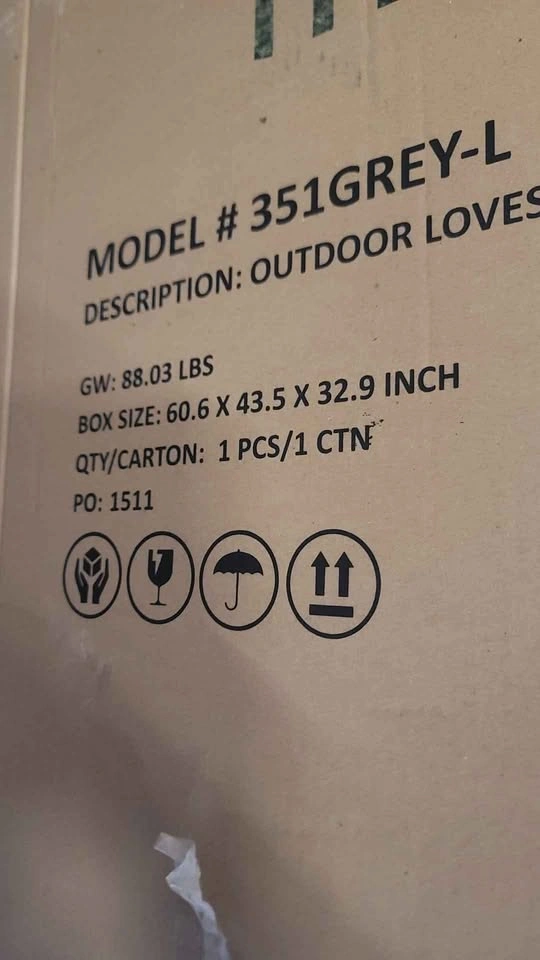 MODEL # 351GREY-L
DESCRIPTION: OUTDOOR LOVES
GW: 88.03 LBS
BOX SIZE: 60.6 X 43.5 X 32.9 INCH
QTY/CARTON: 1 PCS/1 CTN
PO: 1511